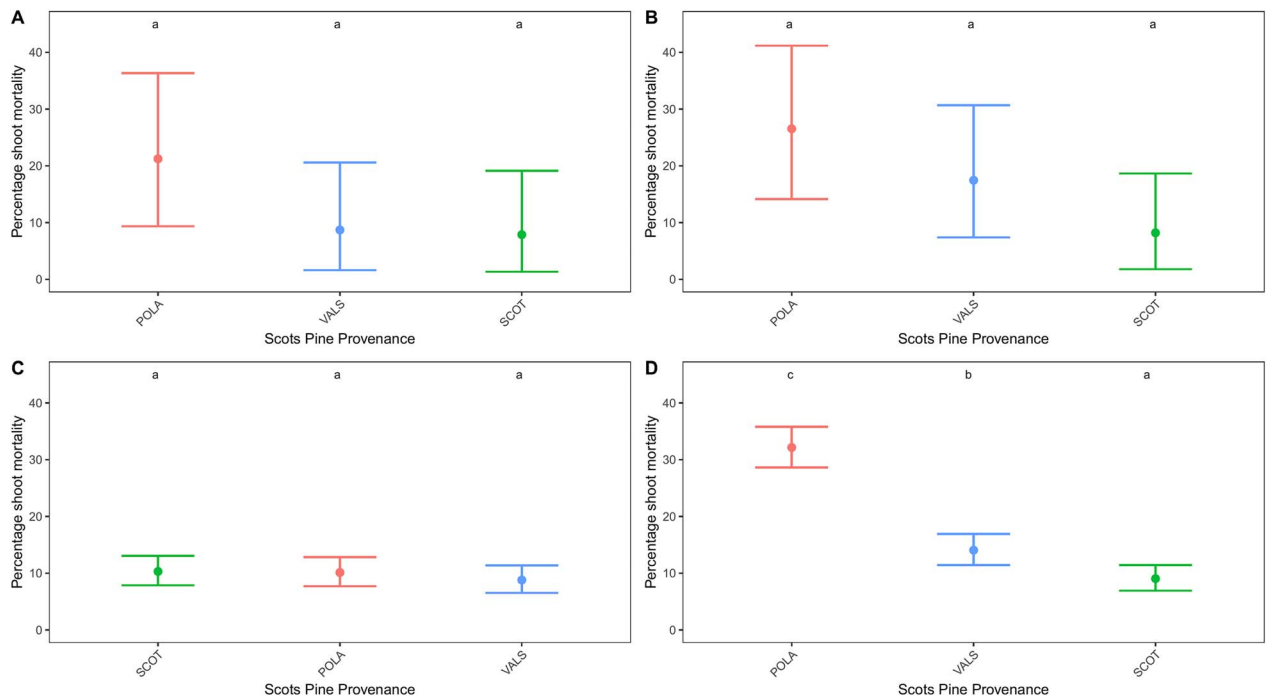 A
a a a
Percentage shoot mortality
40
30
20
10
0
POLA VALS SCOT
Scots Pine Provenance
B
a a a
Percentage shoot mortality
40
30
20
10
0
POLA VALS SCOT
Scots Pine Provenance
C
a a a
Percentage shoot mortality
40
30
20
10
0
SCOT POLA VALS
Scots Pine Provenance
D
c b a
Percentage shoot mortality
40
30
20
10
0
POLA VALS SCOT
Scots Pine Provenance